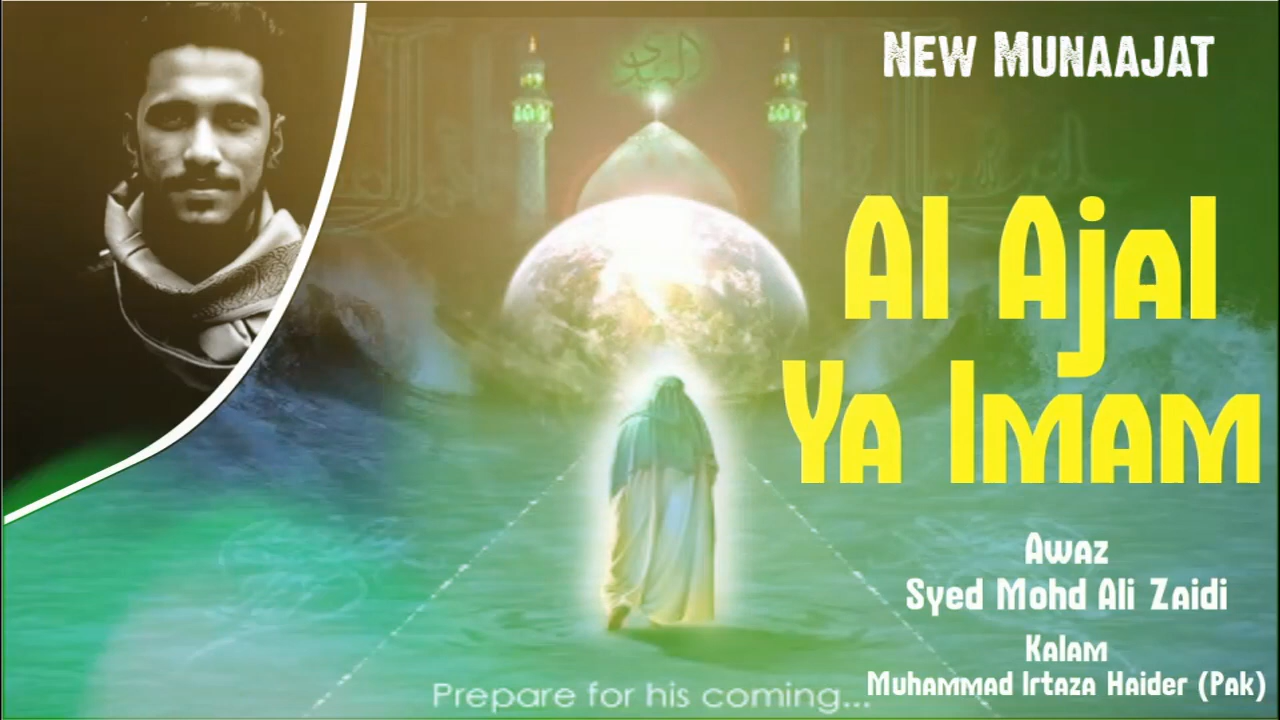 New Munaajat
المهدي
Al Ajal
Ya Imam
Awaz
Syed Mohd Ali Zaidi
Kalam
Muhammad Irtaza Haider (Pak)
Prepare for his coming...